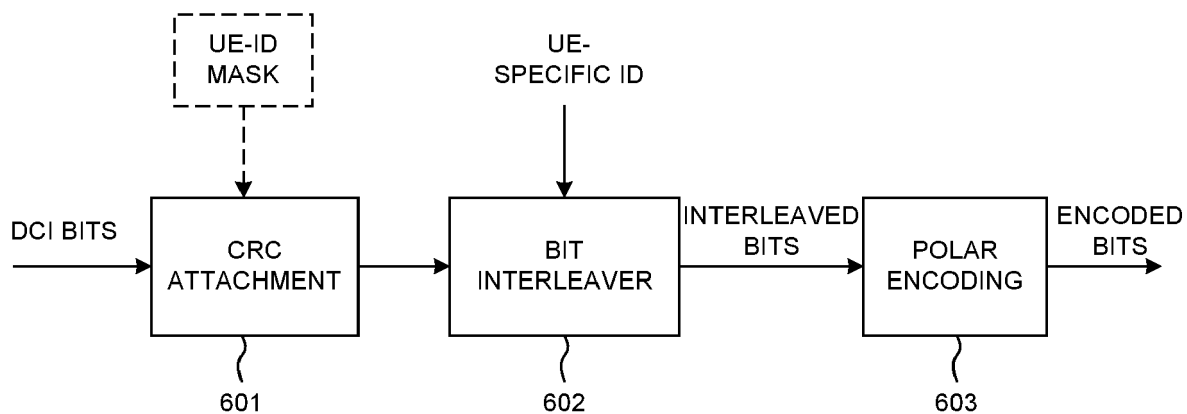 UE-ID
MASK
UE-
SPECIFIC ID
DCI BITS
CRC
ATTACHMENT
BIT
INTERLEAVER
INTERLEAVED
BITS
POLAR
ENCODING
ENCODED
BITS
601
602
603